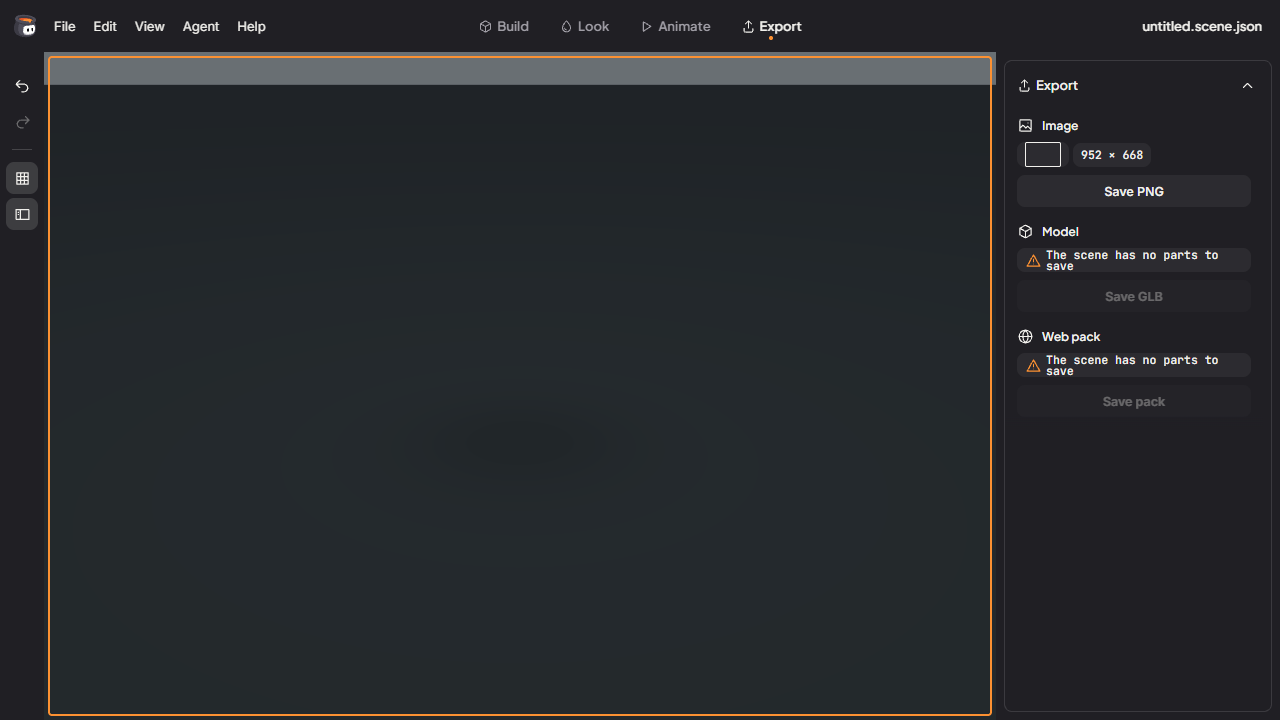 File Edit View Agent Help
Build Look Animate Export
untitled.scene.json
Export
Image
952 × 668
Save PNG
Model
The scene has no parts to
save
Save GLB
Web pack
The scene has no parts to
save
Save pack